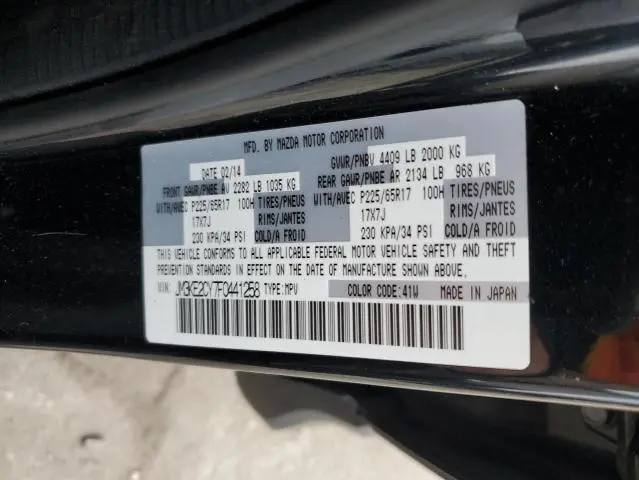 MFD. BY MAZDA MOTOR CORPORATION
DATE 02/14 GVWR/PNBV 4409 LB 2000 KG
FRONT GAWR/PNBE AV 2282 LB 1035 KG REAR GAWR/PNBE AR 2134 LB 968 KG
WITH/AVEC P225/65R17 100H TIRES/PNEUS WITH/AVEC P225/65R17 100H TIRES/PNEUS
17X7J RIMS/JANTES 17X7J RIMS/JANTES
230 KPA/34 PSI COLD/A FROID 230 KPA/34 PSI COLD/A FROID
THIS VEHICLE CONFORMS TO ALL APPLICABLE FEDERAL MOTOR VEHICLE SAFETY AND THEFT
PREVENTION STANDARDS IN EFFECT ON THE DATE OF MANUFACTURE SHOWN ABOVE.
VIN: JM3KE2CY7F0441258 TYPE:MPV COLOR CODE:41W MADE IN JAPAN